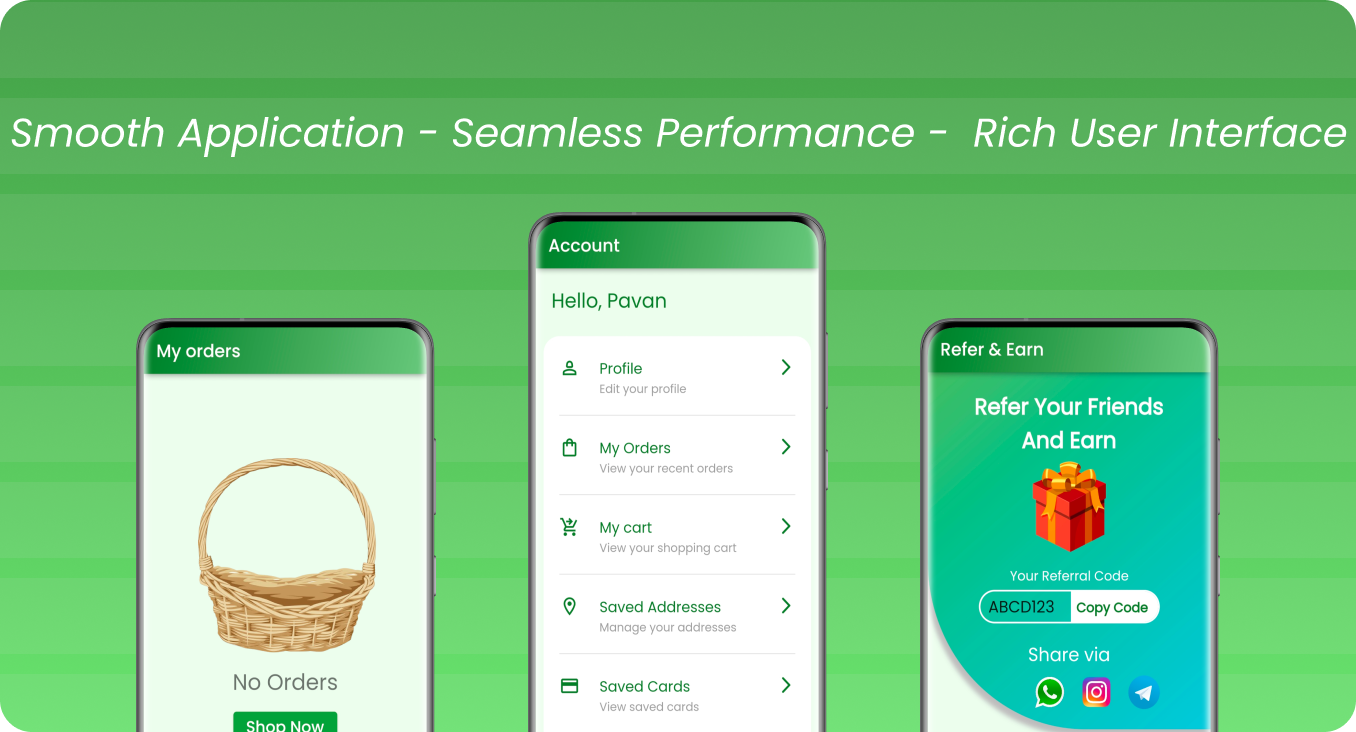 Smooth Application - Seamless Performance - Rich User Interface
My orders
No Orders
Shop Now
Account
Hello, Pavan
Profile
Edit your profile
My Orders
View your recent orders
My cart
View your shopping cart
Saved Addresses
Manage your addresses
Saved Cards
View saved cards
Refer & Earn
Refer Your Friends
And Earn
Your Referral Code
ABCD123 Copy Code
Share via